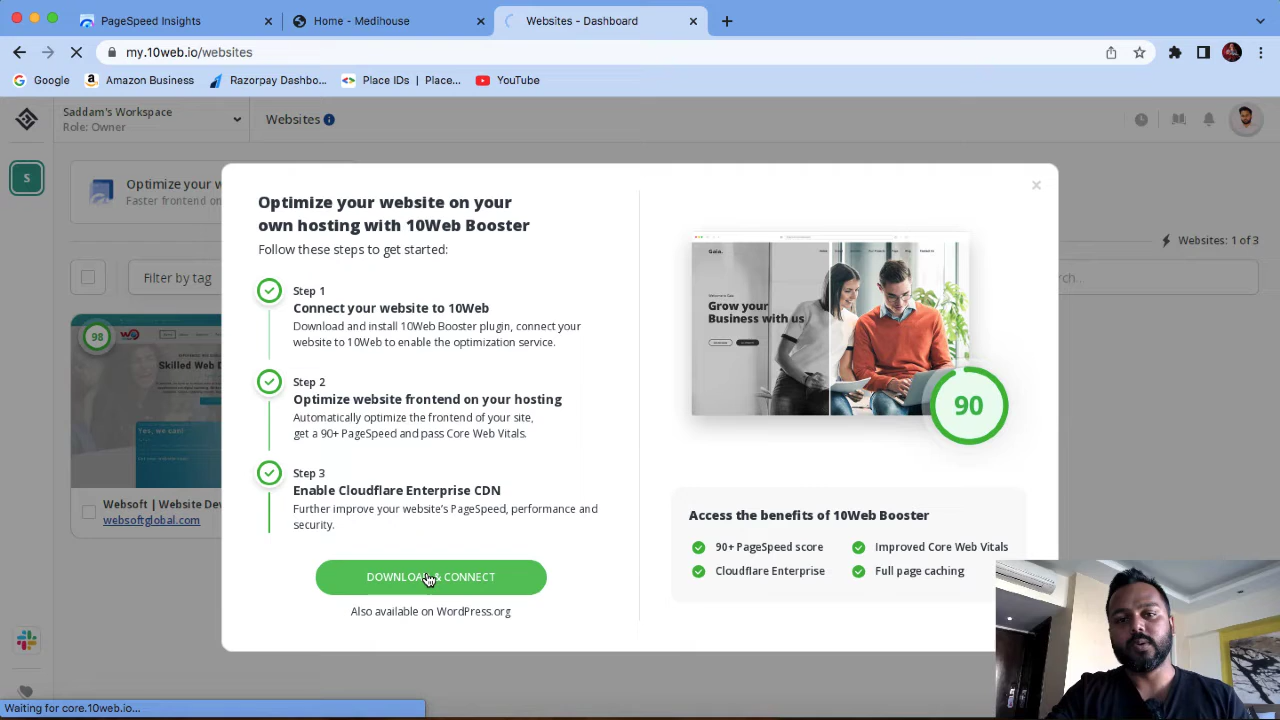 PageSpeed Insights
Home - Medihouse
Websites - Dashboard
my.10web.io/websites
Google
Amazon Business
Razorpay Dashbo...
Place IDs | Place...
YouTube
Saddam's Workspace
Role: Owner
Websites
S
Optimize your w
Faster frontend on
Websites: 1 of 3
Filter by tag
ch...
98
Skilled Web D
Yes, we can!
Websoft | Website Dev
websoftglobal.com
Optimize your website on your
own hosting with 10Web Booster
Follow these steps to get started:
Step 1
Connect your website to 10Web
Download and install 10Web Booster plugin, connect your
website to 10Web to enable the optimization service.
Step 2
Optimize website frontend on your hosting
Automatically optimize the frontend of your site,
get a 90+ PageSpeed and pass Core Web Vitals.
Step 3
Enable Cloudflare Enterprise CDN
Further improve your website's PageSpeed, performance and
security.
DOWNLOAD & CONNECT
Also available on WordPress.org
Gaia.
Grow your
Business with us
90
Access the benefits of 10Web Booster
90+ PageSpeed score
Improved Core Web Vitals
Cloudflare Enterprise
Full page caching
Waiting for core.10web.io...